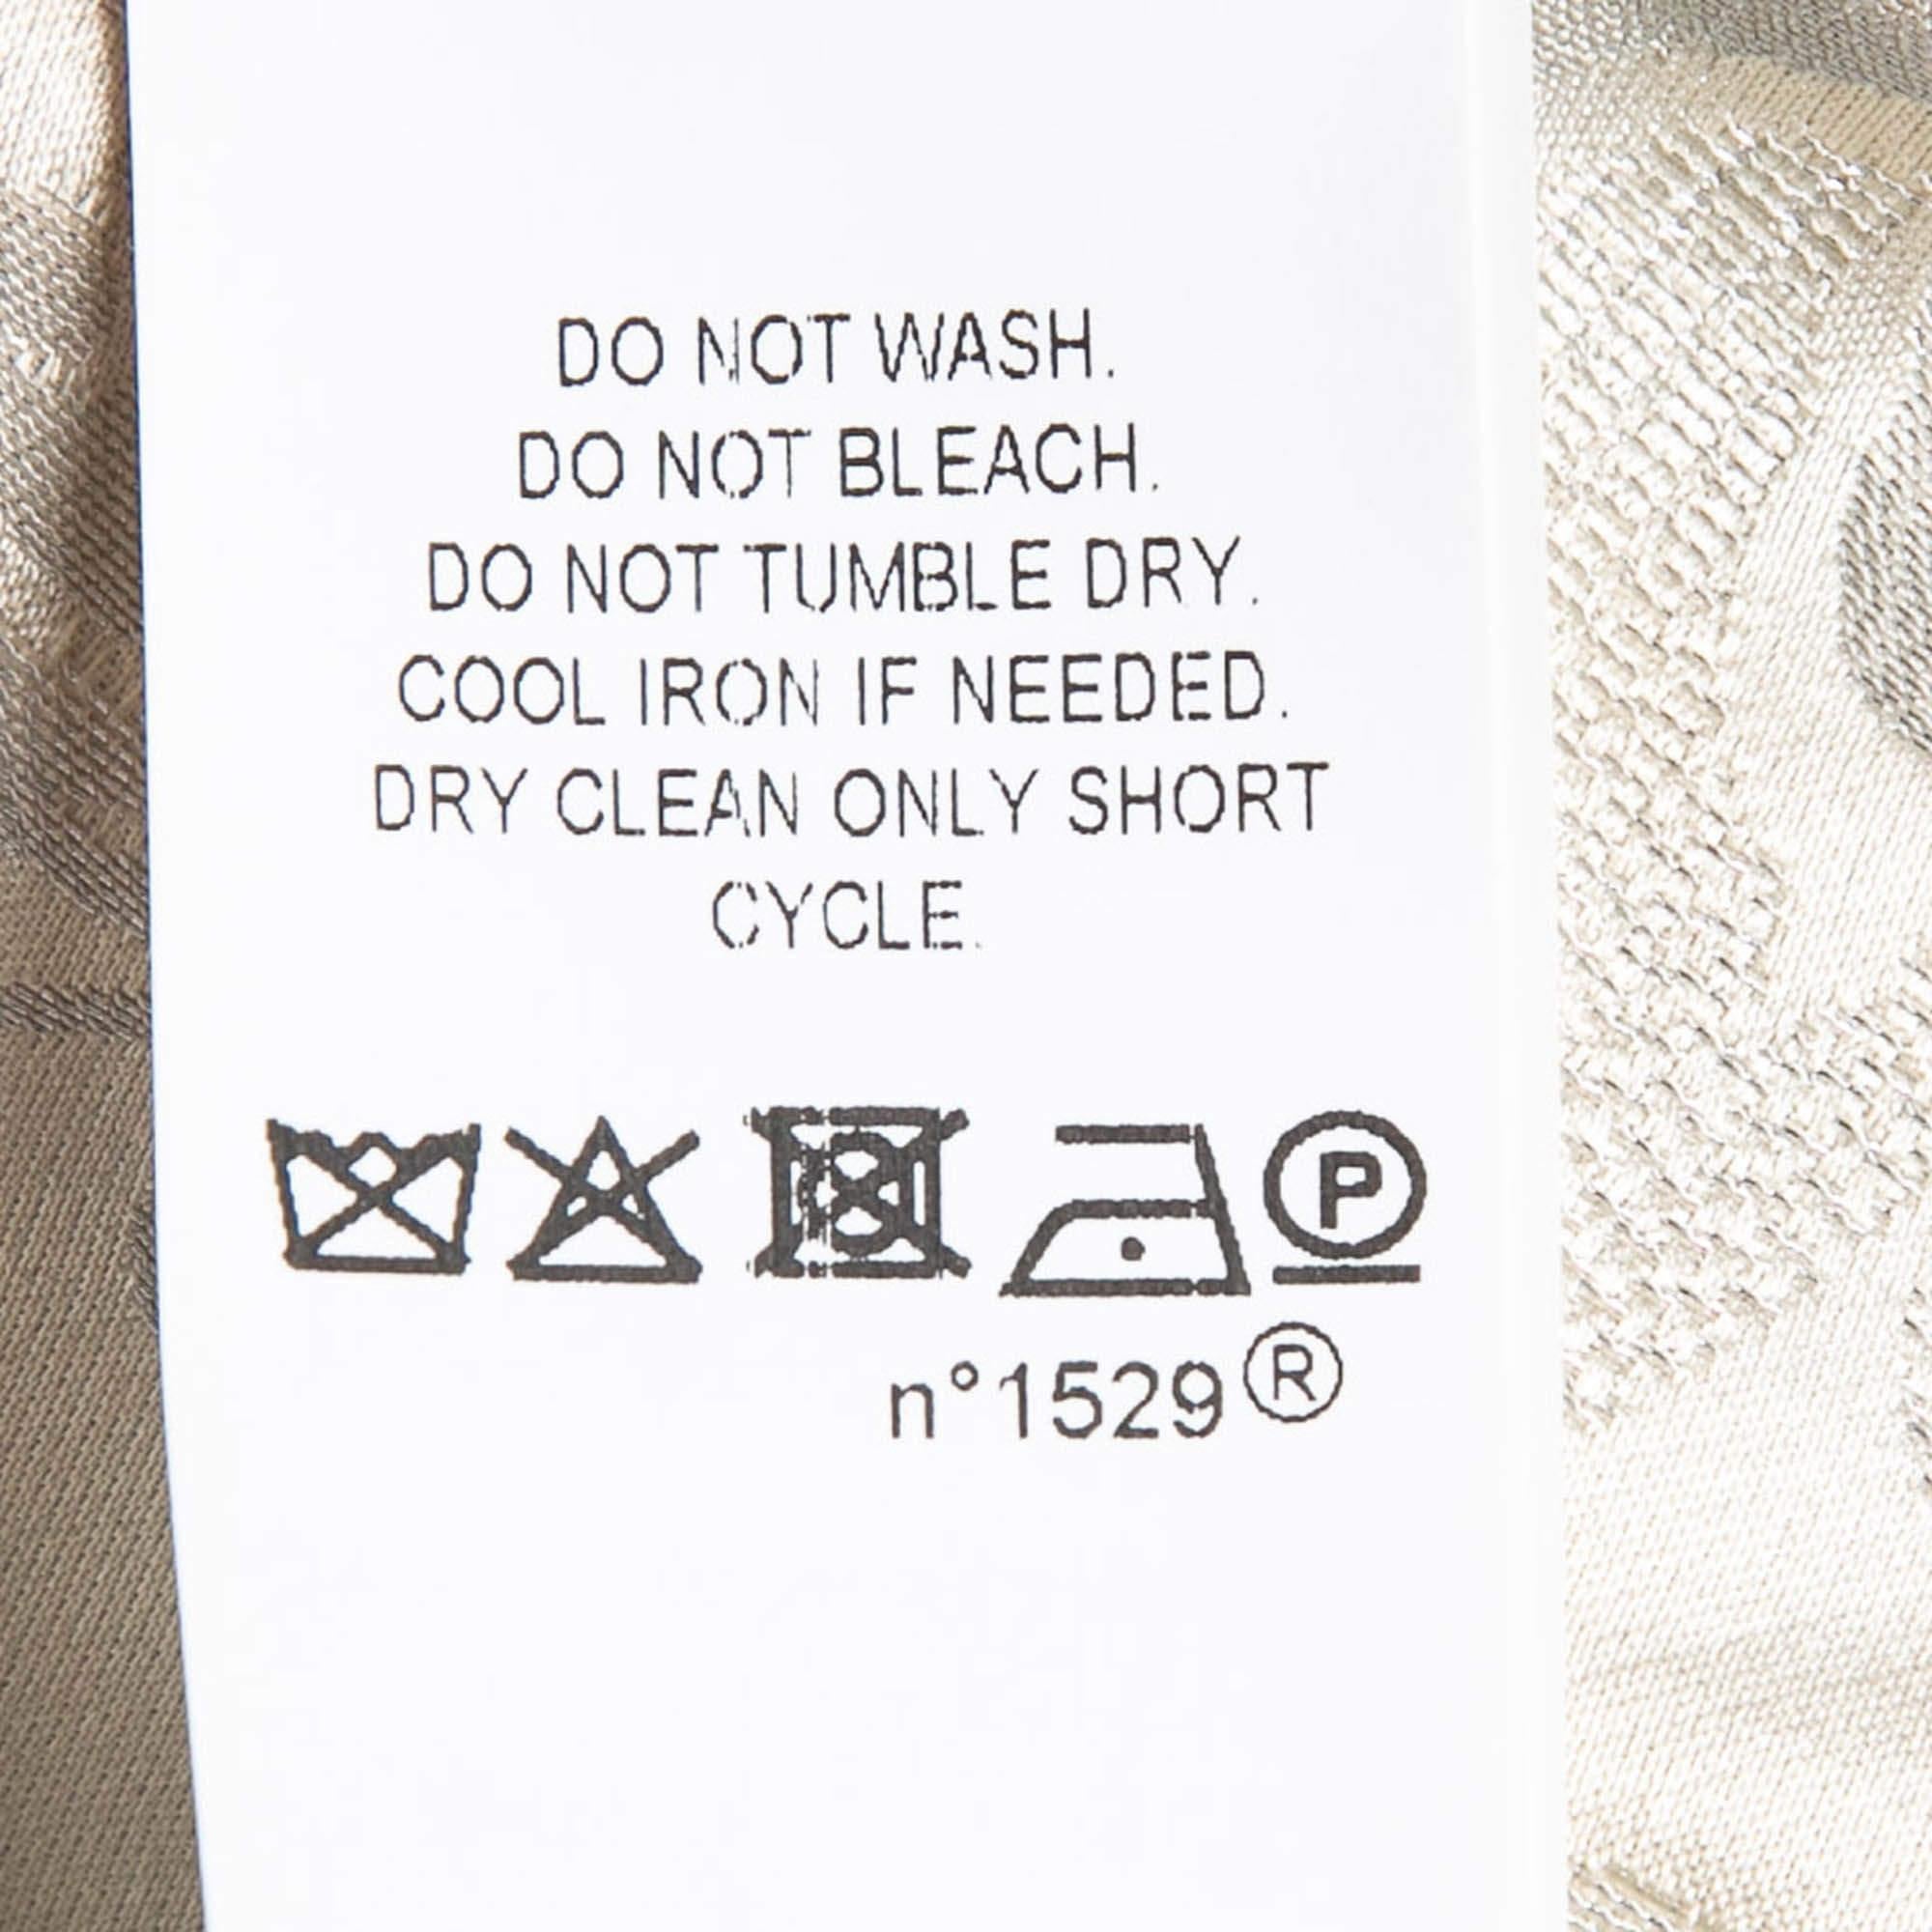 DO NOT WASH.
DO NOT BLEACH.
DO NOT TUMBLE DRY.
COOL IRON IF NEEDED.
DRY CLEAN ONLY SHORT
CYCLE.
P
n°1529®